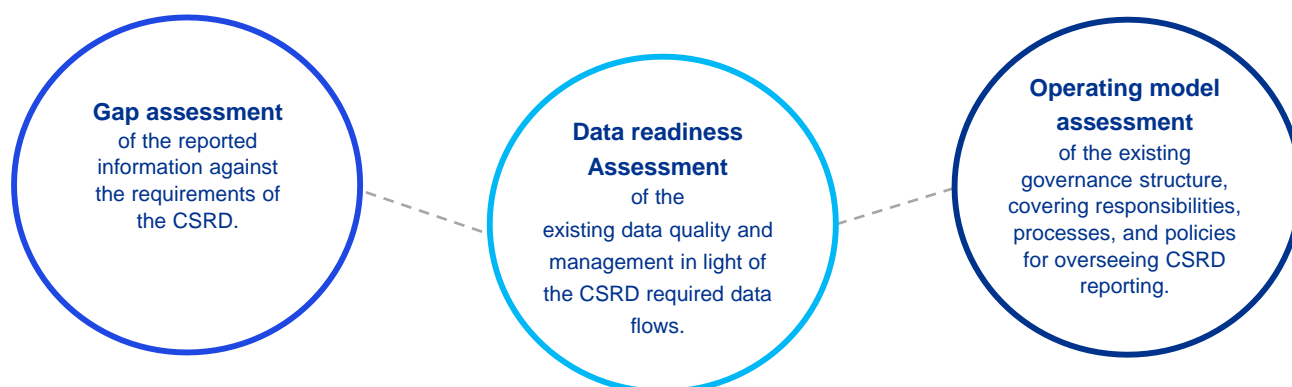 Gap assessment
of the reported
information against
the requirements of
the CSRD.
Data readiness
Assessment
of the
existing data quality and
management in light of
the CSRD required data
flows.
Operating model
assessment
of the existing
governance structure,
covering responsibilities,
processes, and policies
for overseeing CSRD
reporting.